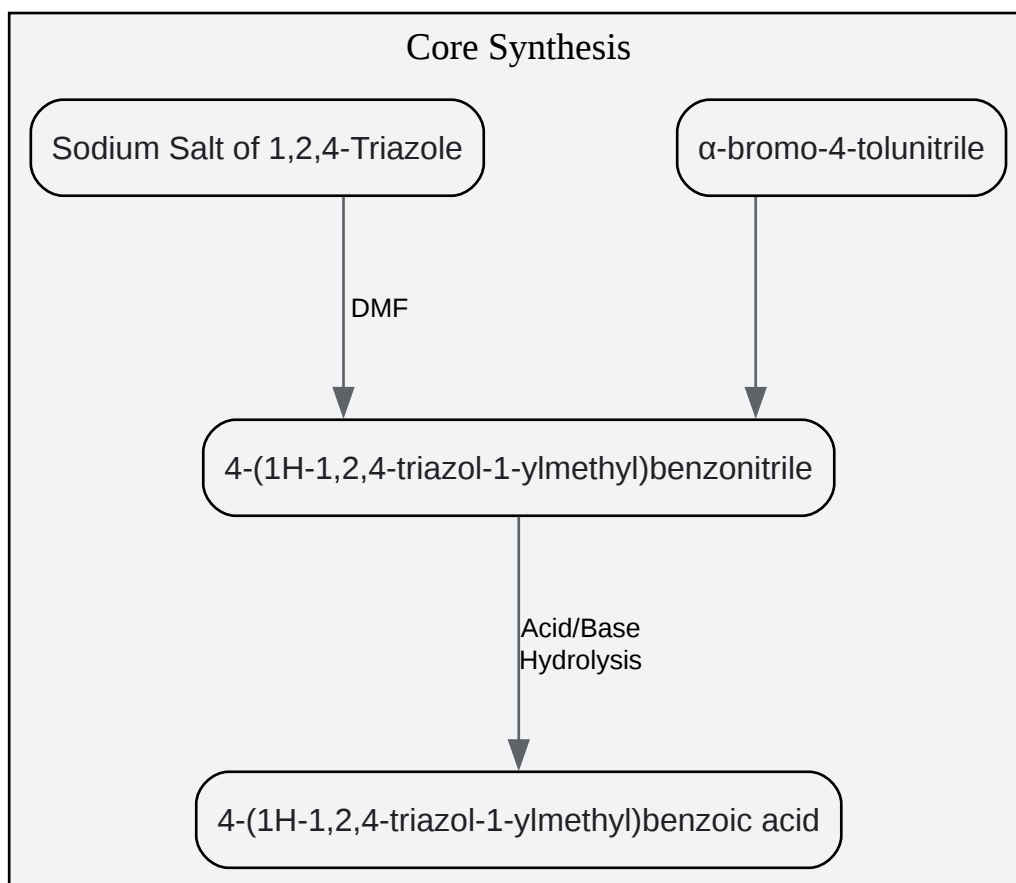 Core Synthesis
Sodium Salt of 1,2,4-Triazole
α-bromo-4-tolunitrile
DMF
4-(1H-1,2,4-triazol-1-ylmethyl)benzonitrile
Acid/Base
Hydrolysis
4-(1H-1,2,4-triazol-1-ylmethyl)benzoic acid